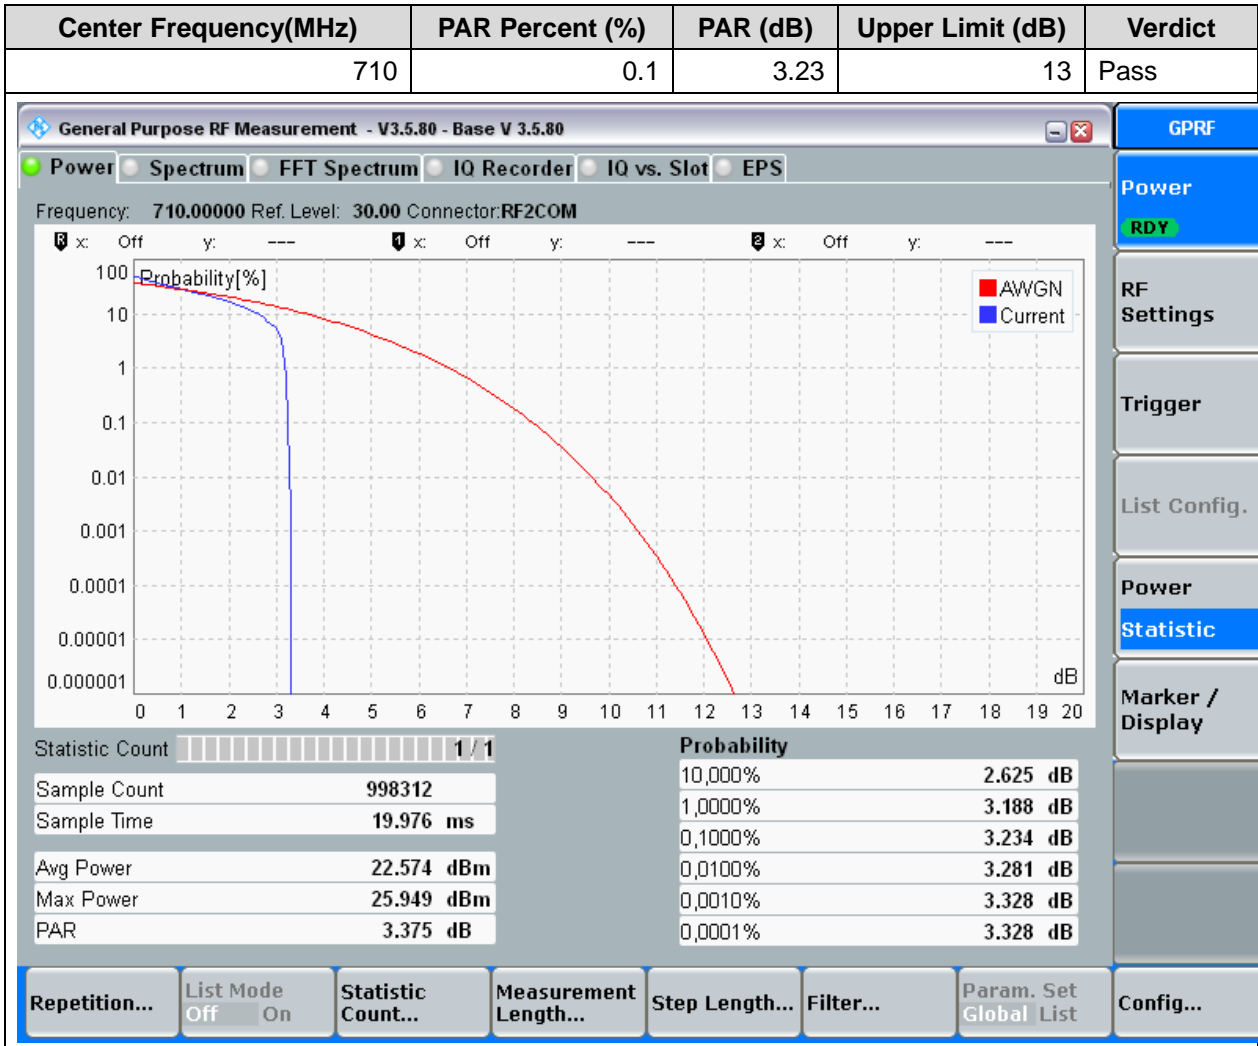 Center Frequency(MHz) PAR Percent (%) PAR (dB) Upper Limit (dB) Verdict
710 0.1 3.23 13 Pass
General Purpose RF Measurement - V3.5.80 - Base V 3.5.80
GPRF
Power Spectrum FFT Spectrum IQ Recorder IQ vs. Slot EPS
Frequency: 710.00000 Ref. Level: 30.00 Connector:RF2COM
R x: Off y: --- 1 x: Off y: --- 2 x: Off y: ---
Probability[%]
AWGN
Current
100
10
1
0.1
0.01
0.001
0.0001
0.00001
0.000001
dB
0 1 2 3 4 5 6 7 8 9 10 11 12 13 14 15 16 17 18 19 20
Statistic Count 1 / 1
Sample Count 998312
Sample Time 19.976 ms
Avg Power 22.574 dBm
Max Power 25.949 dBm
PAR 3.375 dB
Probability
10,000% 2.625 dB
1,0000% 3.188 dB
0,1000% 3.234 dB
0,0100% 3.281 dB
0,0010% 3.328 dB
0,0001% 3.328 dB
Power
RDY
RF
Settings
Trigger
List Config.
Power
Statistic
Marker /
Display
Repetition...
List Mode
Off On
Statistic
Count...
Measurement
Length...
Step Length...
Filter...
Param. Set
Global List
Config...